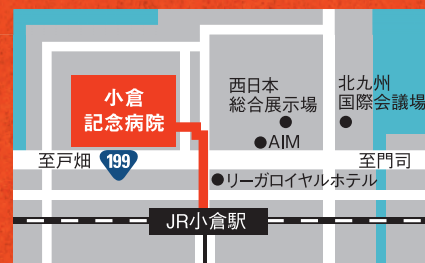 小倉
記念病院
西日本
総合展示場
北九州
国際会議場
AIM
至戸畑
199
至門司
リーガロイヤルホテル
JR小倉駅